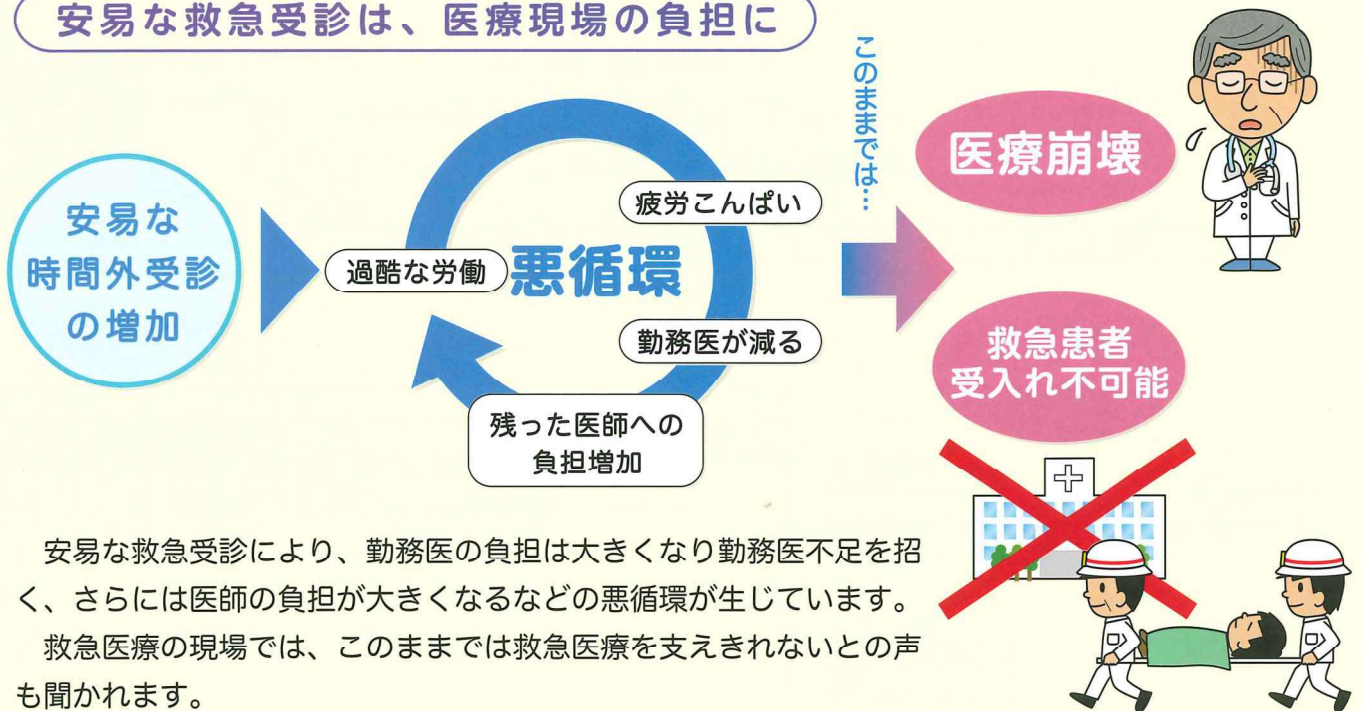 安易な救急受診は、医療現場の負担に
安易な
時間外受診
の増加
過酷な労働
悪循環
疲労こんぱい
勤務医が減る
残った医師への
負担増加
このままでは…
医療崩壊
救急患者
受入れ不可能
安易な救急受診により、勤務医の負担は大きくなり勤務医不足を招
く、さらには医師の負担が大きくなるなどの悪循環が生じています。
救急医療の現場では、このままでは救急医療を支えきれないとの声
も聞かれます。